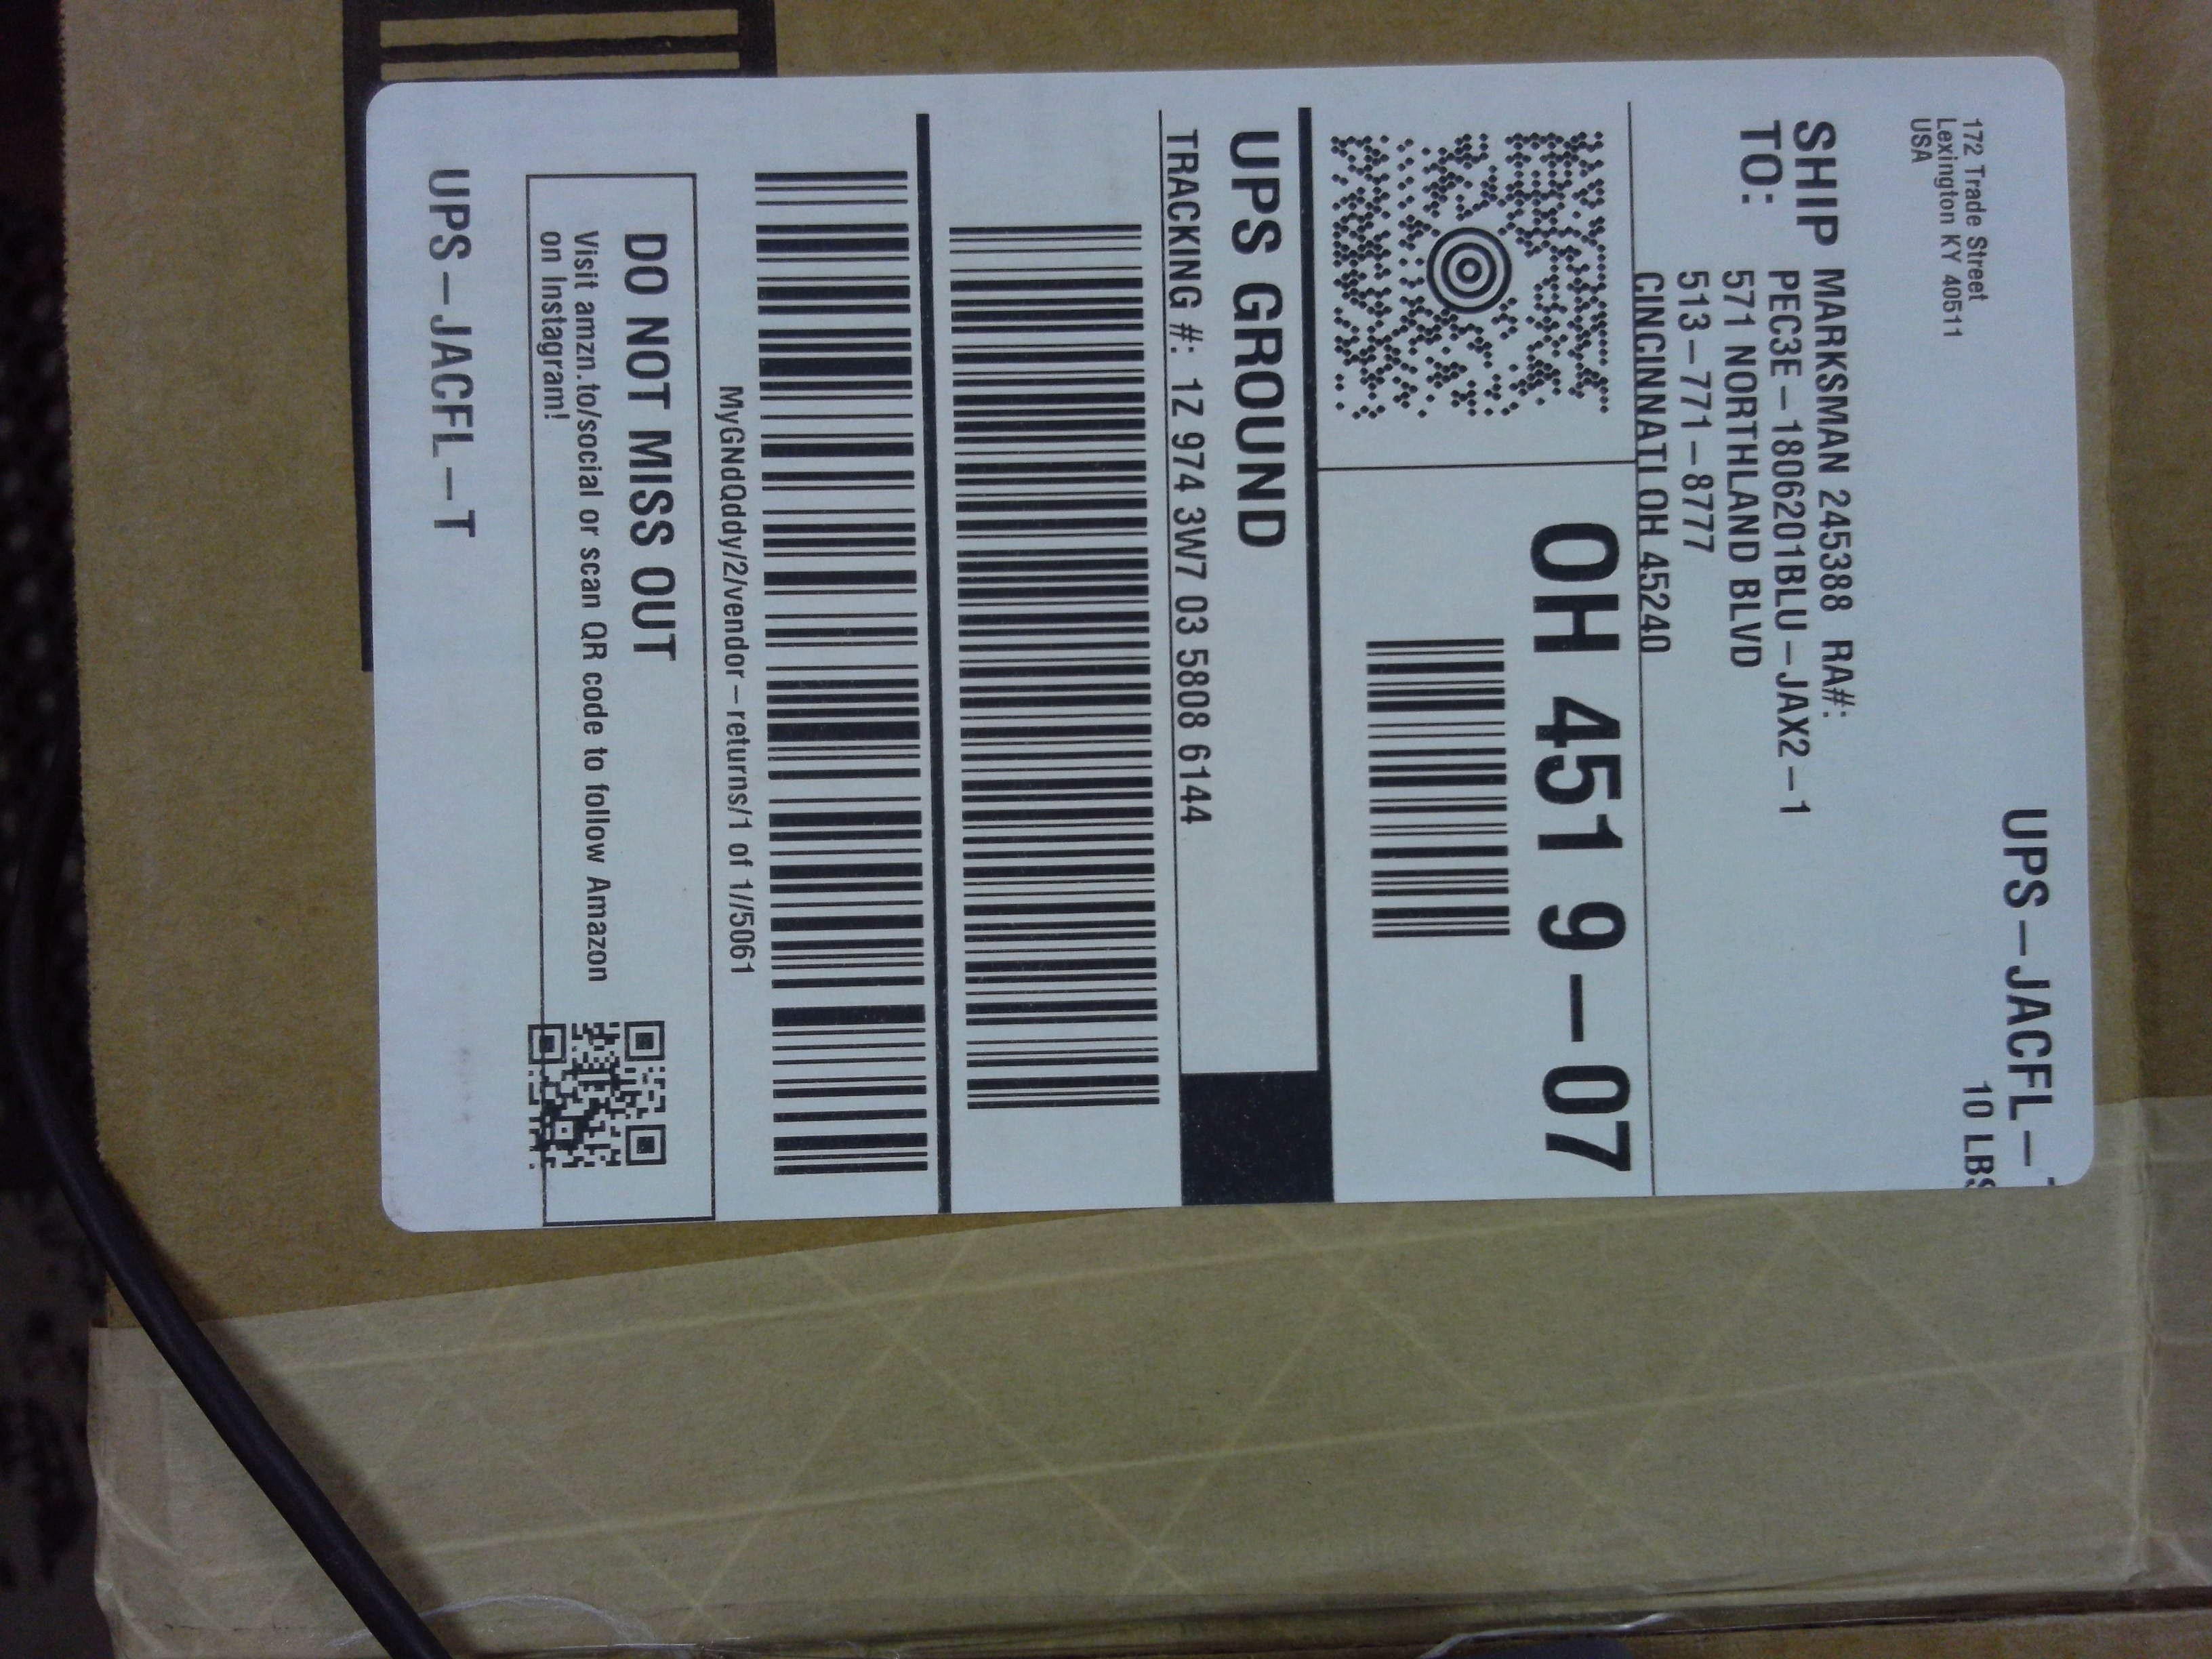 UPS-JACFL-
10 LBS
172 Trade Street
Lexington KY 40511
USA
SHIP MARKSMAN 245388 RA#:
TO: PEC3E-1806201BLU-JAX2-1
571 NORTHLAND BLVD
513-771-8777
CINCINNATI OH 45240
OH 451 9-07
UPS GROUND
TRACKING #: 1Z 974 3W7 03 5808 6144
MyGNdQddy/2/vendor-returns/1 of 1//5061
DO NOT MISS OUT
Visit amzn.to/social or scan QR code to follow Amazon
on Instagram!
UPS-JACFL-T